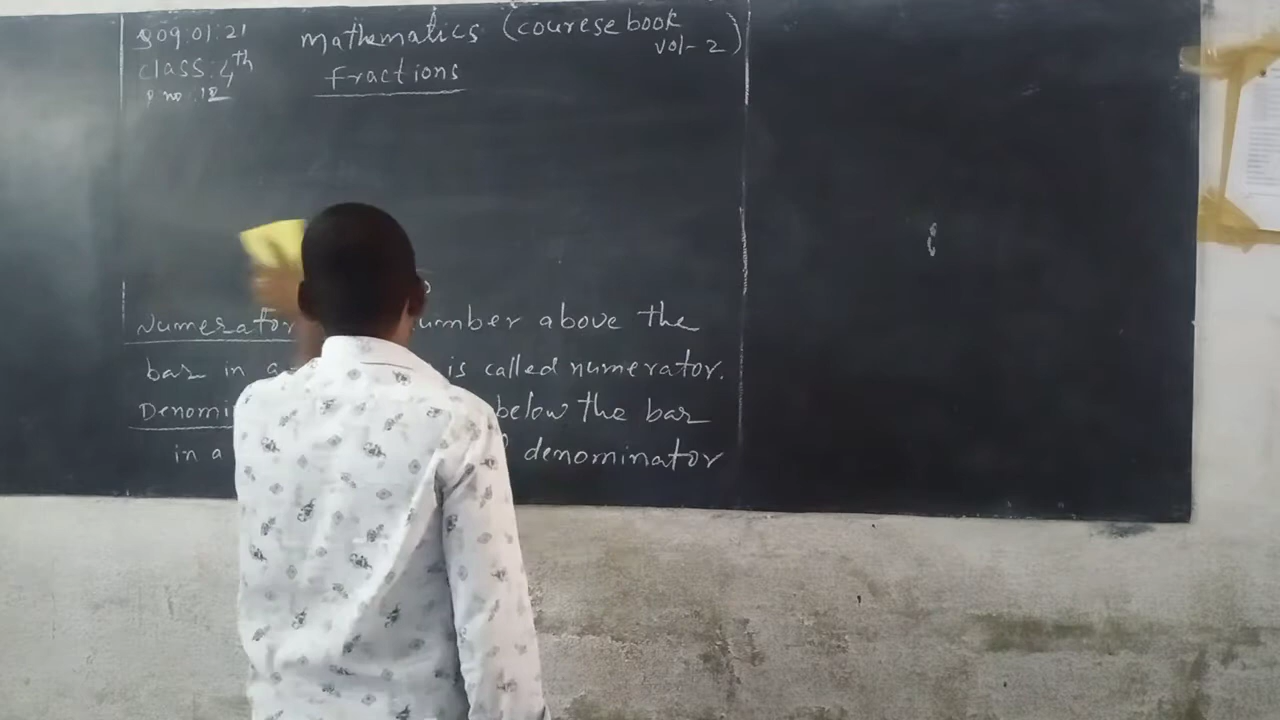 09:01:21 mathematics (courese book
vol-2)
class: 4th fractions
P no: 12
Numerator umber above the
bar in a is called numerator.
Denomi below the bar
in a denominator